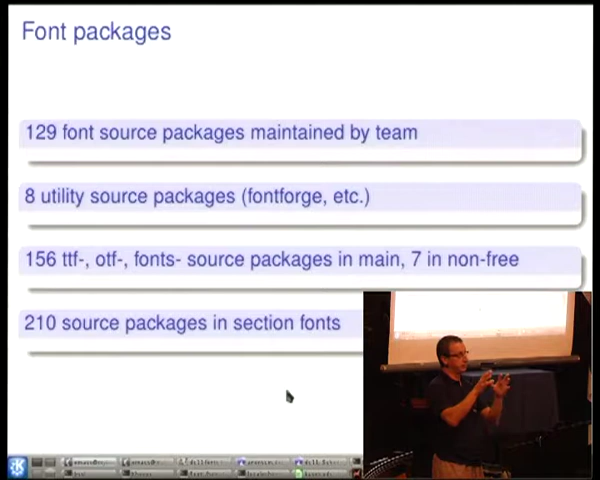 Font packages
129 font source packages maintained by team
8 utility source packages (fontforge, etc.)
156 ttf-, otf-, fonts- source packages in main, 7 in non-free
210 source packages in section fonts